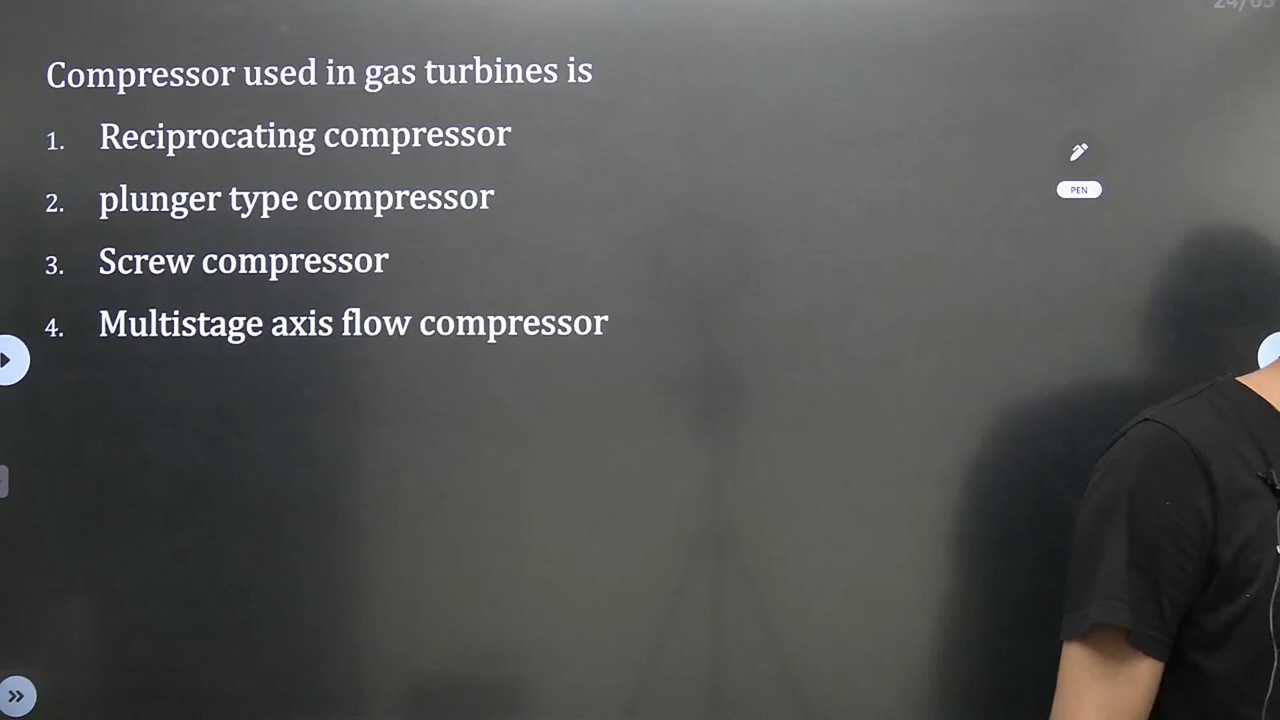 Compressor used in gas turbines is
1. Reciprocating compressor
PEN
2. plunger type compressor
3. Screw compressor
4. Multistage axis flow compressor